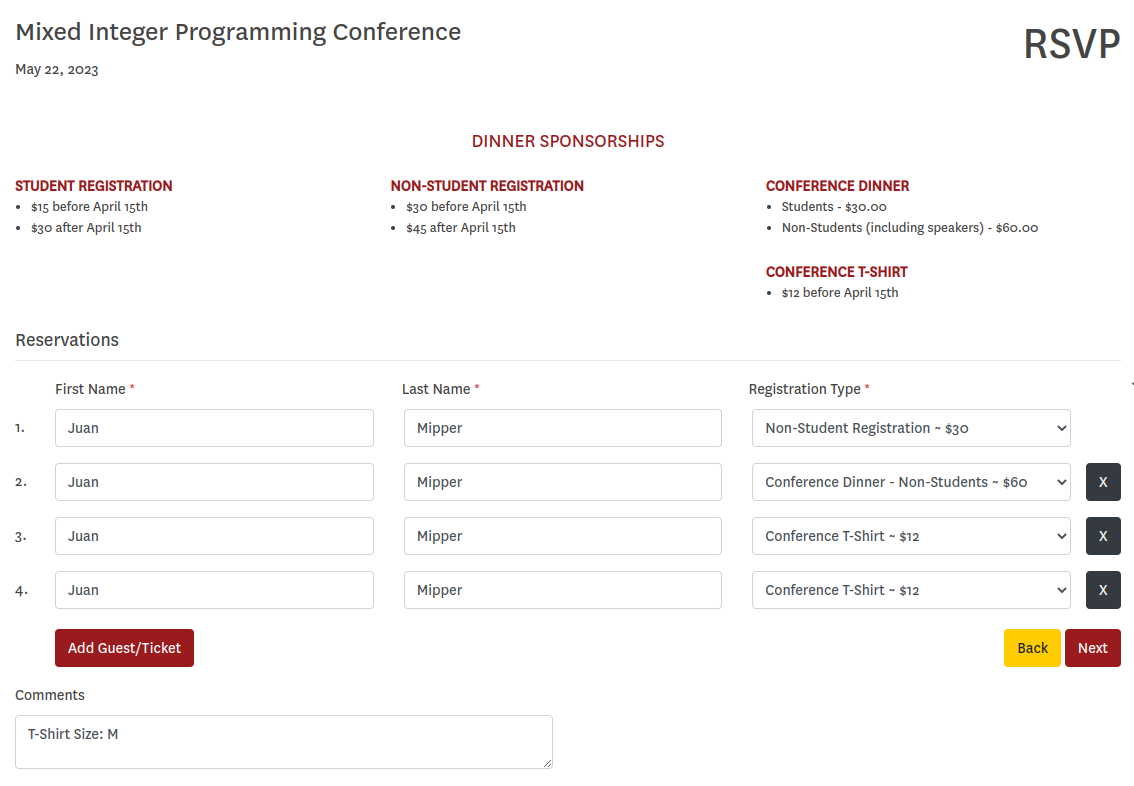 Mixed Integer Programming Conference
RSVP
May 22, 2023
DINNER SPONSORSHIPS
STUDENT REGISTRATION
• $15 before April 15th
• $30 after April 15th
NON-STUDENT REGISTRATION
• $30 before April 15th
• $45 after April 15th
CONFERENCE DINNER
• Students - $30.00
• Non-Students (including speakers) - $60.00
CONFERENCE T-SHIRT
• $12 before April 15th
Reservations
First Name * Last Name * Registration Type *
1. Juan Mipper Non-Student Registration ~ $30
2. Juan Mipper Conference Dinner - Non-Students ~ $60 X
3. Juan Mipper Conference T-Shirt ~ $12 X
4. Juan Mipper Conference T-Shirt ~ $12 X
Add Guest/Ticket Back Next
Comments
T-Shirt Size: M